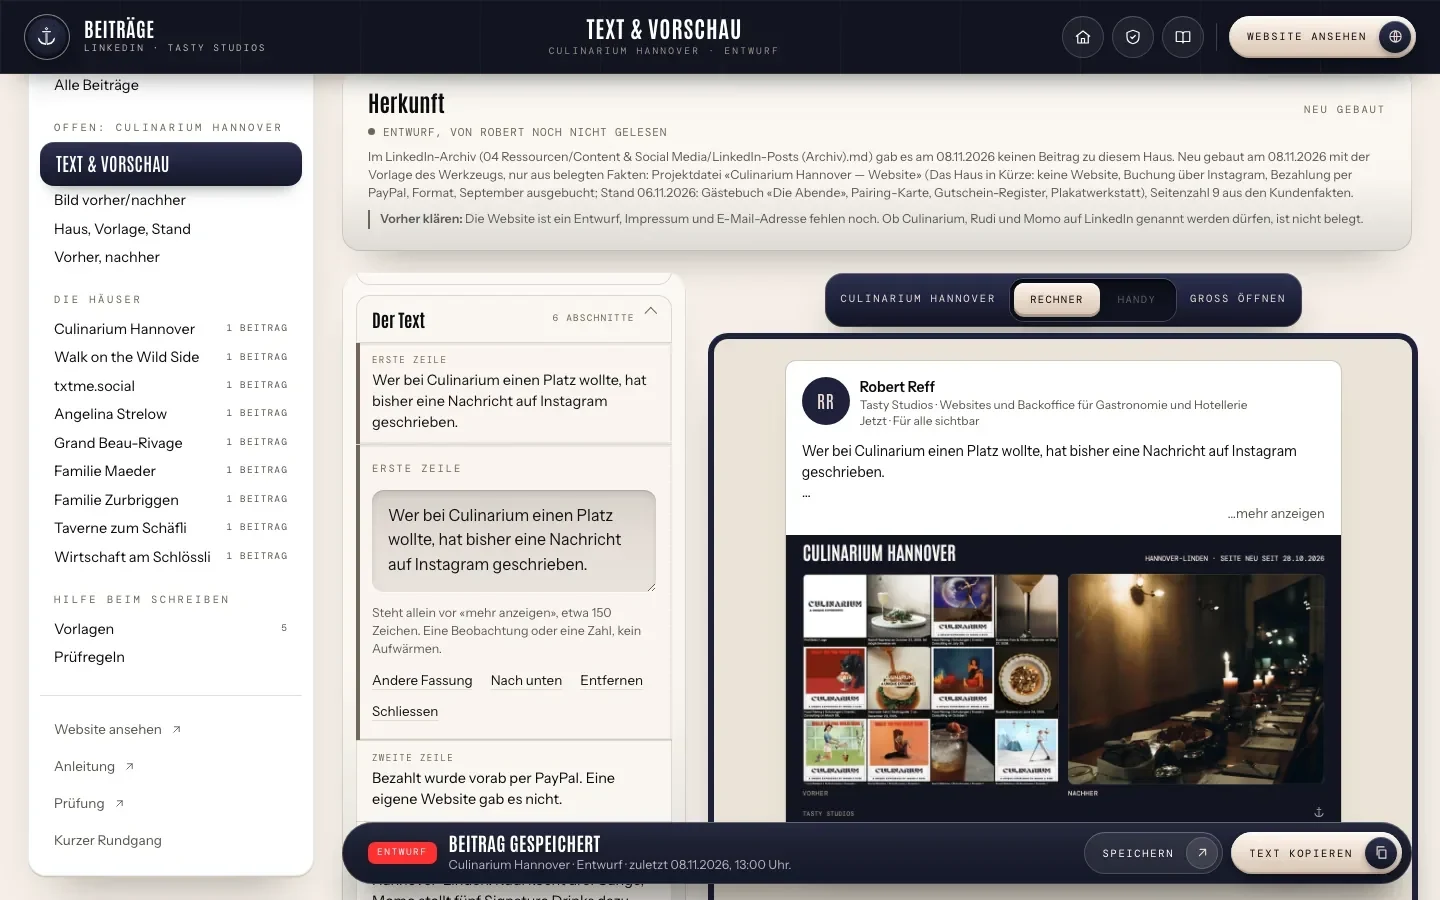 BEITRÄGE
LINKEDIN · TASTY STUDIOS
TEXT & VORSCHAU
CULINARIUM HANNOVER · ENTWURF
WEBSITE ANSEHEN
Alle Beiträge
OFFEN: CULINARIUM HANNOVER
TEXT & VORSCHAU
Bild vorher/nachher
Haus, Vorlage, Stand
Vorher, nachher
DIE HÄUSER
Culinarium Hannover 1 BEITRAG
Walk on the Wild Side 1 BEITRAG
txtme.social 1 BEITRAG
Angelina Strelow 1 BEITRAG
Grand Beau-Rivage 1 BEITRAG
Familie Maeder 1 BEITRAG
Familie Zurbriggen 1 BEITRAG
Taverne zum Schäfli 1 BEITRAG
Wirtschaft am Schlössli 1 BEITRAG
HILFE BEIM SCHREIBEN
Vorlagen 5
Prüfregeln
Website ansehen
Anleitung
Prüfung
Kurzer Rundgang
Herkunft
NEU GEBAUT
ENTWURF, VON ROBERT NOCH NICHT GELESEN
Im LinkedIn-Archiv (04 Ressourcen/Content & Social Media/LinkedIn-Posts (Archiv).md) gab es am 08.11.2026 keinen Beitrag zu diesem Haus. Neu gebaut am 08.11.2026 mit der
Vorlage des Werkzeugs, nur aus belegten Fakten: Projektdatei «Culinarium Hannover — Website» (Das Haus in Kürze: keine Website, Buchung über Instagram, Bezahlung per
PayPal, Format, September ausgebucht; Stand 06.11.2026: Gästebuch «Die Abende», Pairing-Karte, Gutschein-Register, Plakatwerkstatt), Seitenzahl 9 aus den Kundenfakten.
Vorher klären: Die Website ist ein Entwurf, Impressum und E-Mail-Adresse fehlen noch. Ob Culinarium, Rudi und Momo auf LinkedIn genannt werden dürfen, ist nicht belegt.
Der Text
6 ABSCHNITTE
ERSTE ZEILE
Wer bei Culinarium einen Platz wollte, hat
bisher eine Nachricht auf Instagram
geschrieben.
ERSTE ZEILE
Wer bei Culinarium einen Platz
wollte, hat bisher eine Nachricht
auf Instagram geschrieben.
Steht allein vor «mehr anzeigen», etwa 150
Zeichen. Eine Beobachtung oder eine Zahl, kein
Aufwärmen.
Andere Fassung Nach unten Entfernen
Schliessen
ZWEITE ZEILE
Bezahlt wurde vorab per PayPal. Eine
eigene Website gab es nicht.
CULINARIUM HANNOVER
RECHNER
HANDY
GROSS ÖFFNEN
RR
Robert Reff
Tasty Studios · Websites und Backoffice für Gastronomie und Hotellerie
Jetzt · Für alle sichtbar
Wer bei Culinarium einen Platz wollte, hat bisher eine Nachricht auf Instagram
geschrieben.
...
...mehr anzeigen
CULINARIUM HANNOVER
HANNOVER-LINDEN · SEITE NEU SEIT 28.10.2026
CULINARIUM
VORHER
NACHHER
TASTY STUDIOS
ENTWURF
BEITRAG GESPEICHERT
Culinarium Hannover · Entwurf · zuletzt 08.11.2026, 13:00 Uhr.
SPEICHERN
TEXT KOPIEREN